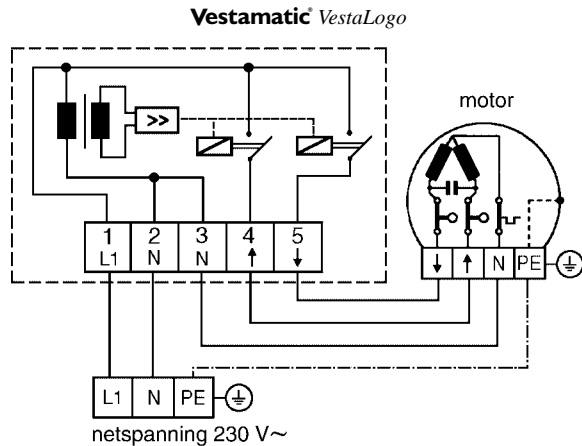 Vestamatic® VestaLogo
motor
>>
1 2 3 4 5
L1 N N ↑ ↓
↓ ↑ N PE
L1 N PE
netspanning 230 V~